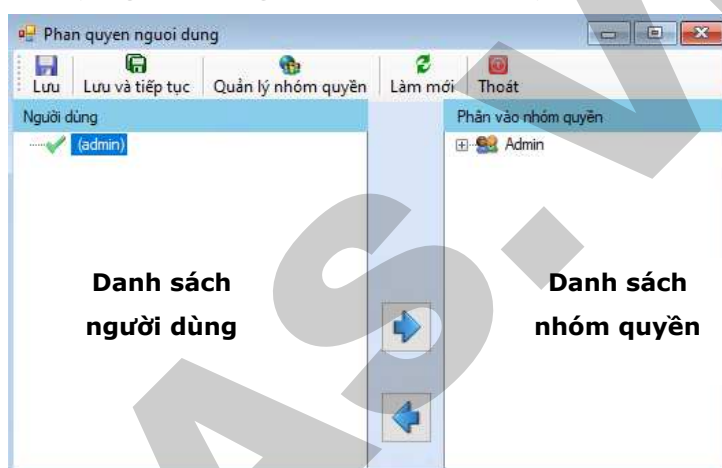 Phan quyen nguoi dung
Lưu Lưu và tiếp tục Quản lý nhóm quyền Làm mới Thoát
Người dùng Phân vào nhóm quyền
(admin) Admin
Danh sách Danh sách
người dùng nhóm quyền